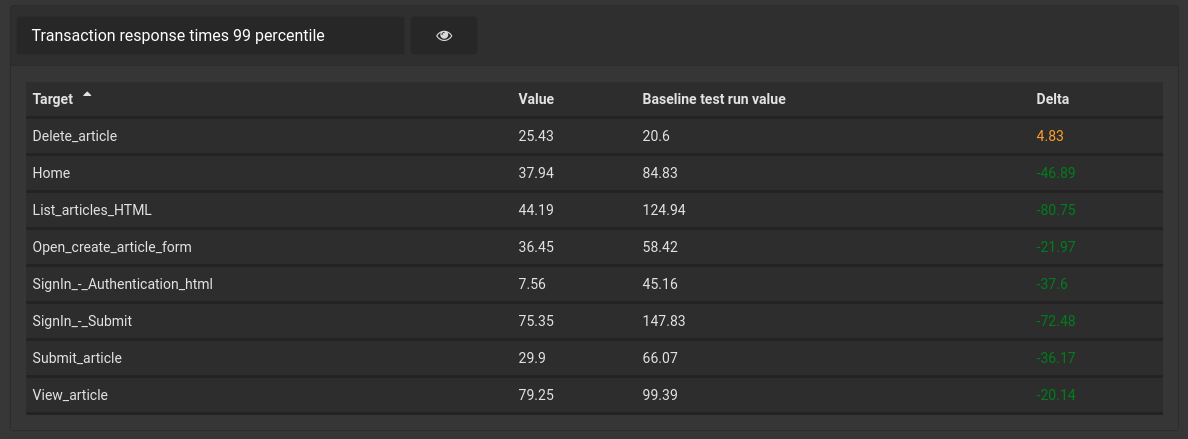 Transaction response times 99 percentile
Target Value Baseline test run value Delta
Delete_article 25.43 20.6 4.83
Home 37.94 84.83 -46.89
List_articles_HTML 44.19 124.94 -80.75
Open_create_article_form 36.45 58.42 -21.97
SignIn_-_Authentication_html 7.56 45.16 -37.6
SignIn_-_Submit 75.35 147.83 -72.48
Submit_article 29.9 66.07 -36.17
View_article 79.25 99.39 -20.14